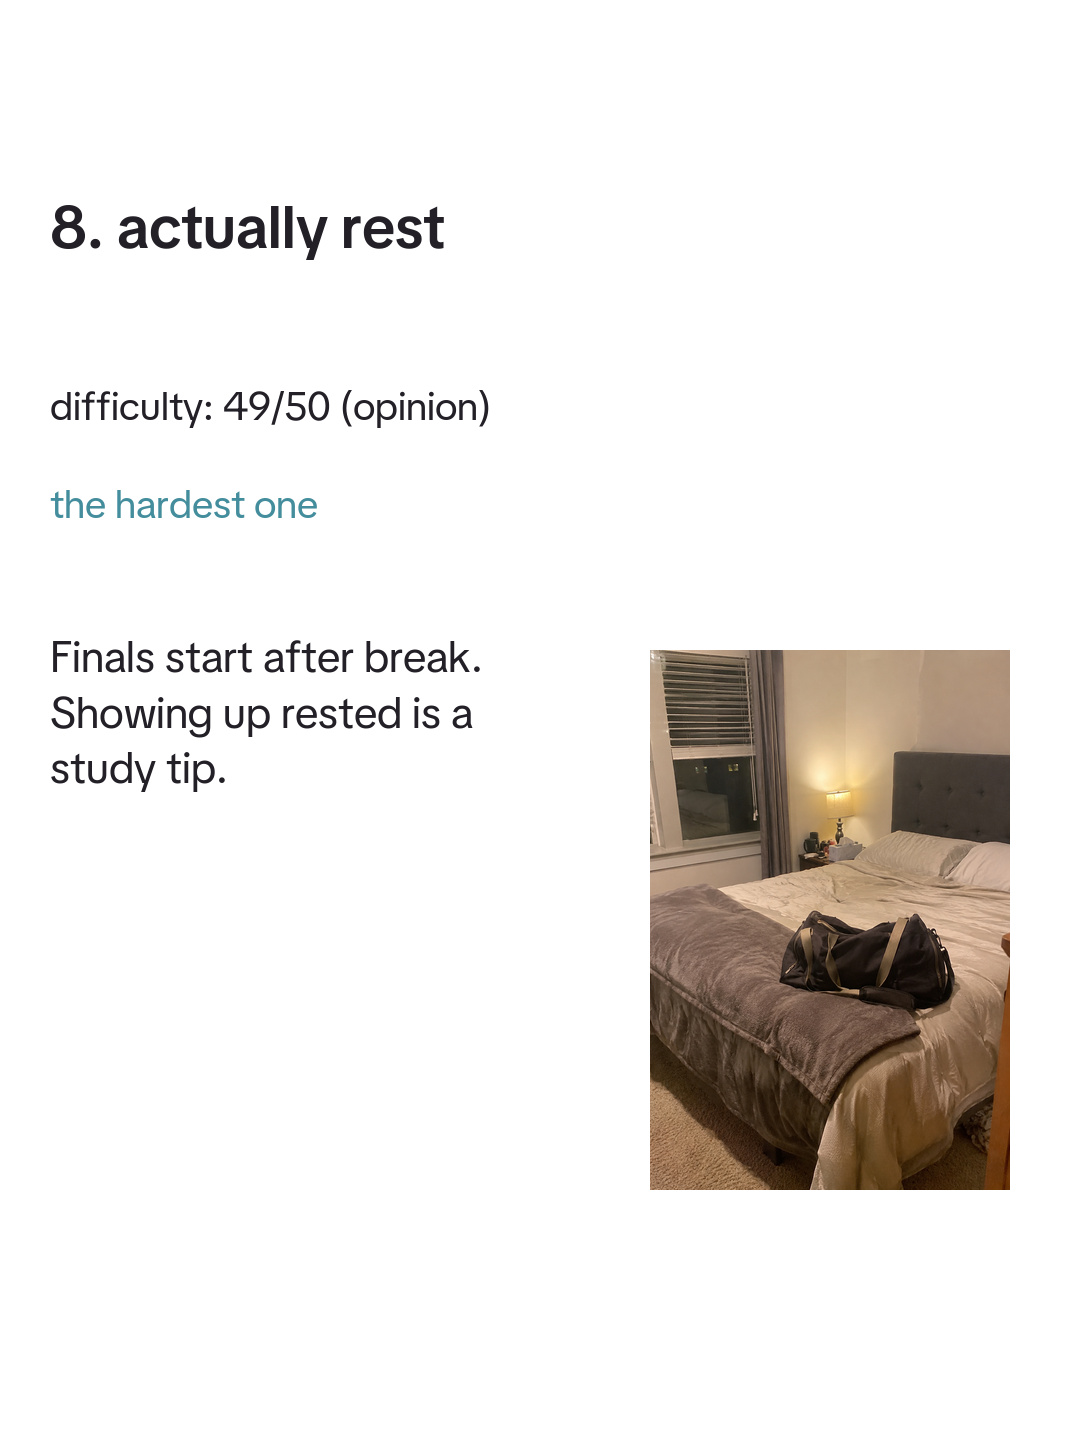 8. actually rest
difficulty: 49/50 (opinion)
the hardest one
Finals start after break.
Showing up rested is a
study tip.